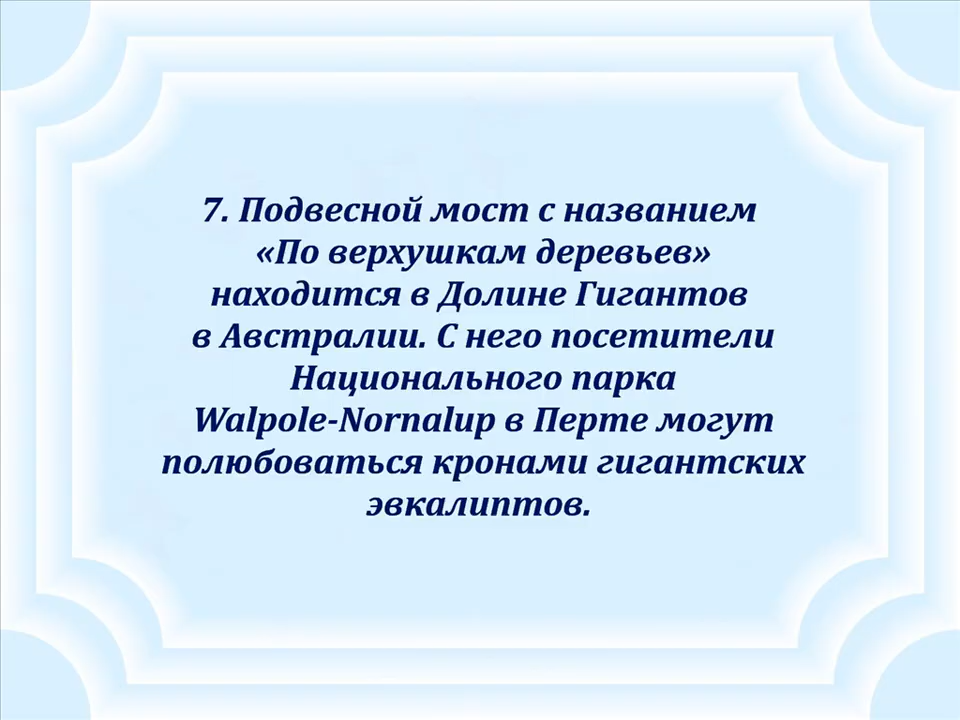 7. Подвесной мост с названием
«По верхушкам деревьев»
находится в Долине Гигантов
в Австралии. С него посетители
Национального парка
Walpole-Nornalup в Перте могут
полюбоваться кронами гигантских
эвкалиптов.